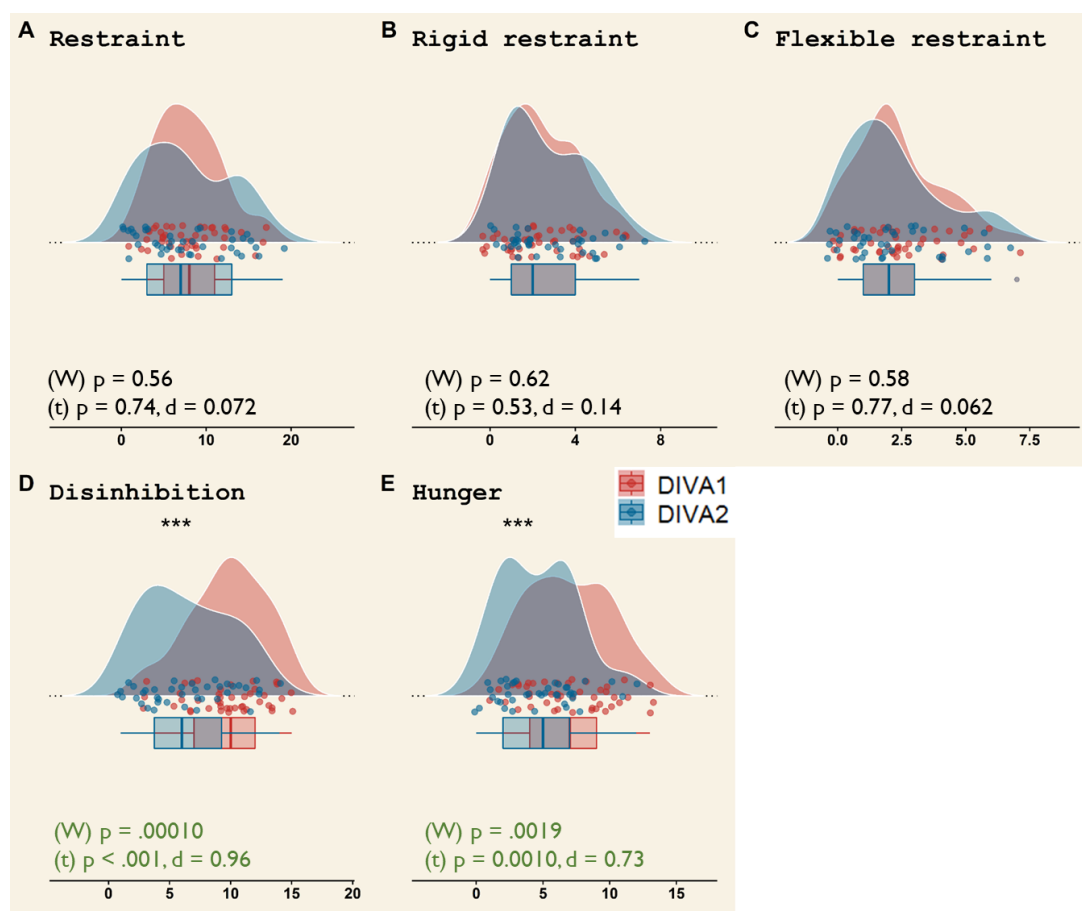 A Restraint
B Rigid restraint
C Flexible restraint
(W) p = 0.56
(t) p = 0.74, d = 0.072
(W) p = 0.62
(t) p = 0.53, d = 0.14
(W) p = 0.58
(t) p = 0.77, d = 0.062
0 10 20
0 4 8
0.0 2.5 5.0 7.5
D Disinhibition
***
E Hunger
***
DIVA1
DIVA2
(W) p = .00010
(t) p < .001, d = 0.96
(W) p = .0019
(t) p = 0.0010, d = 0.73
0 5 10 15 20
0 5 10 15